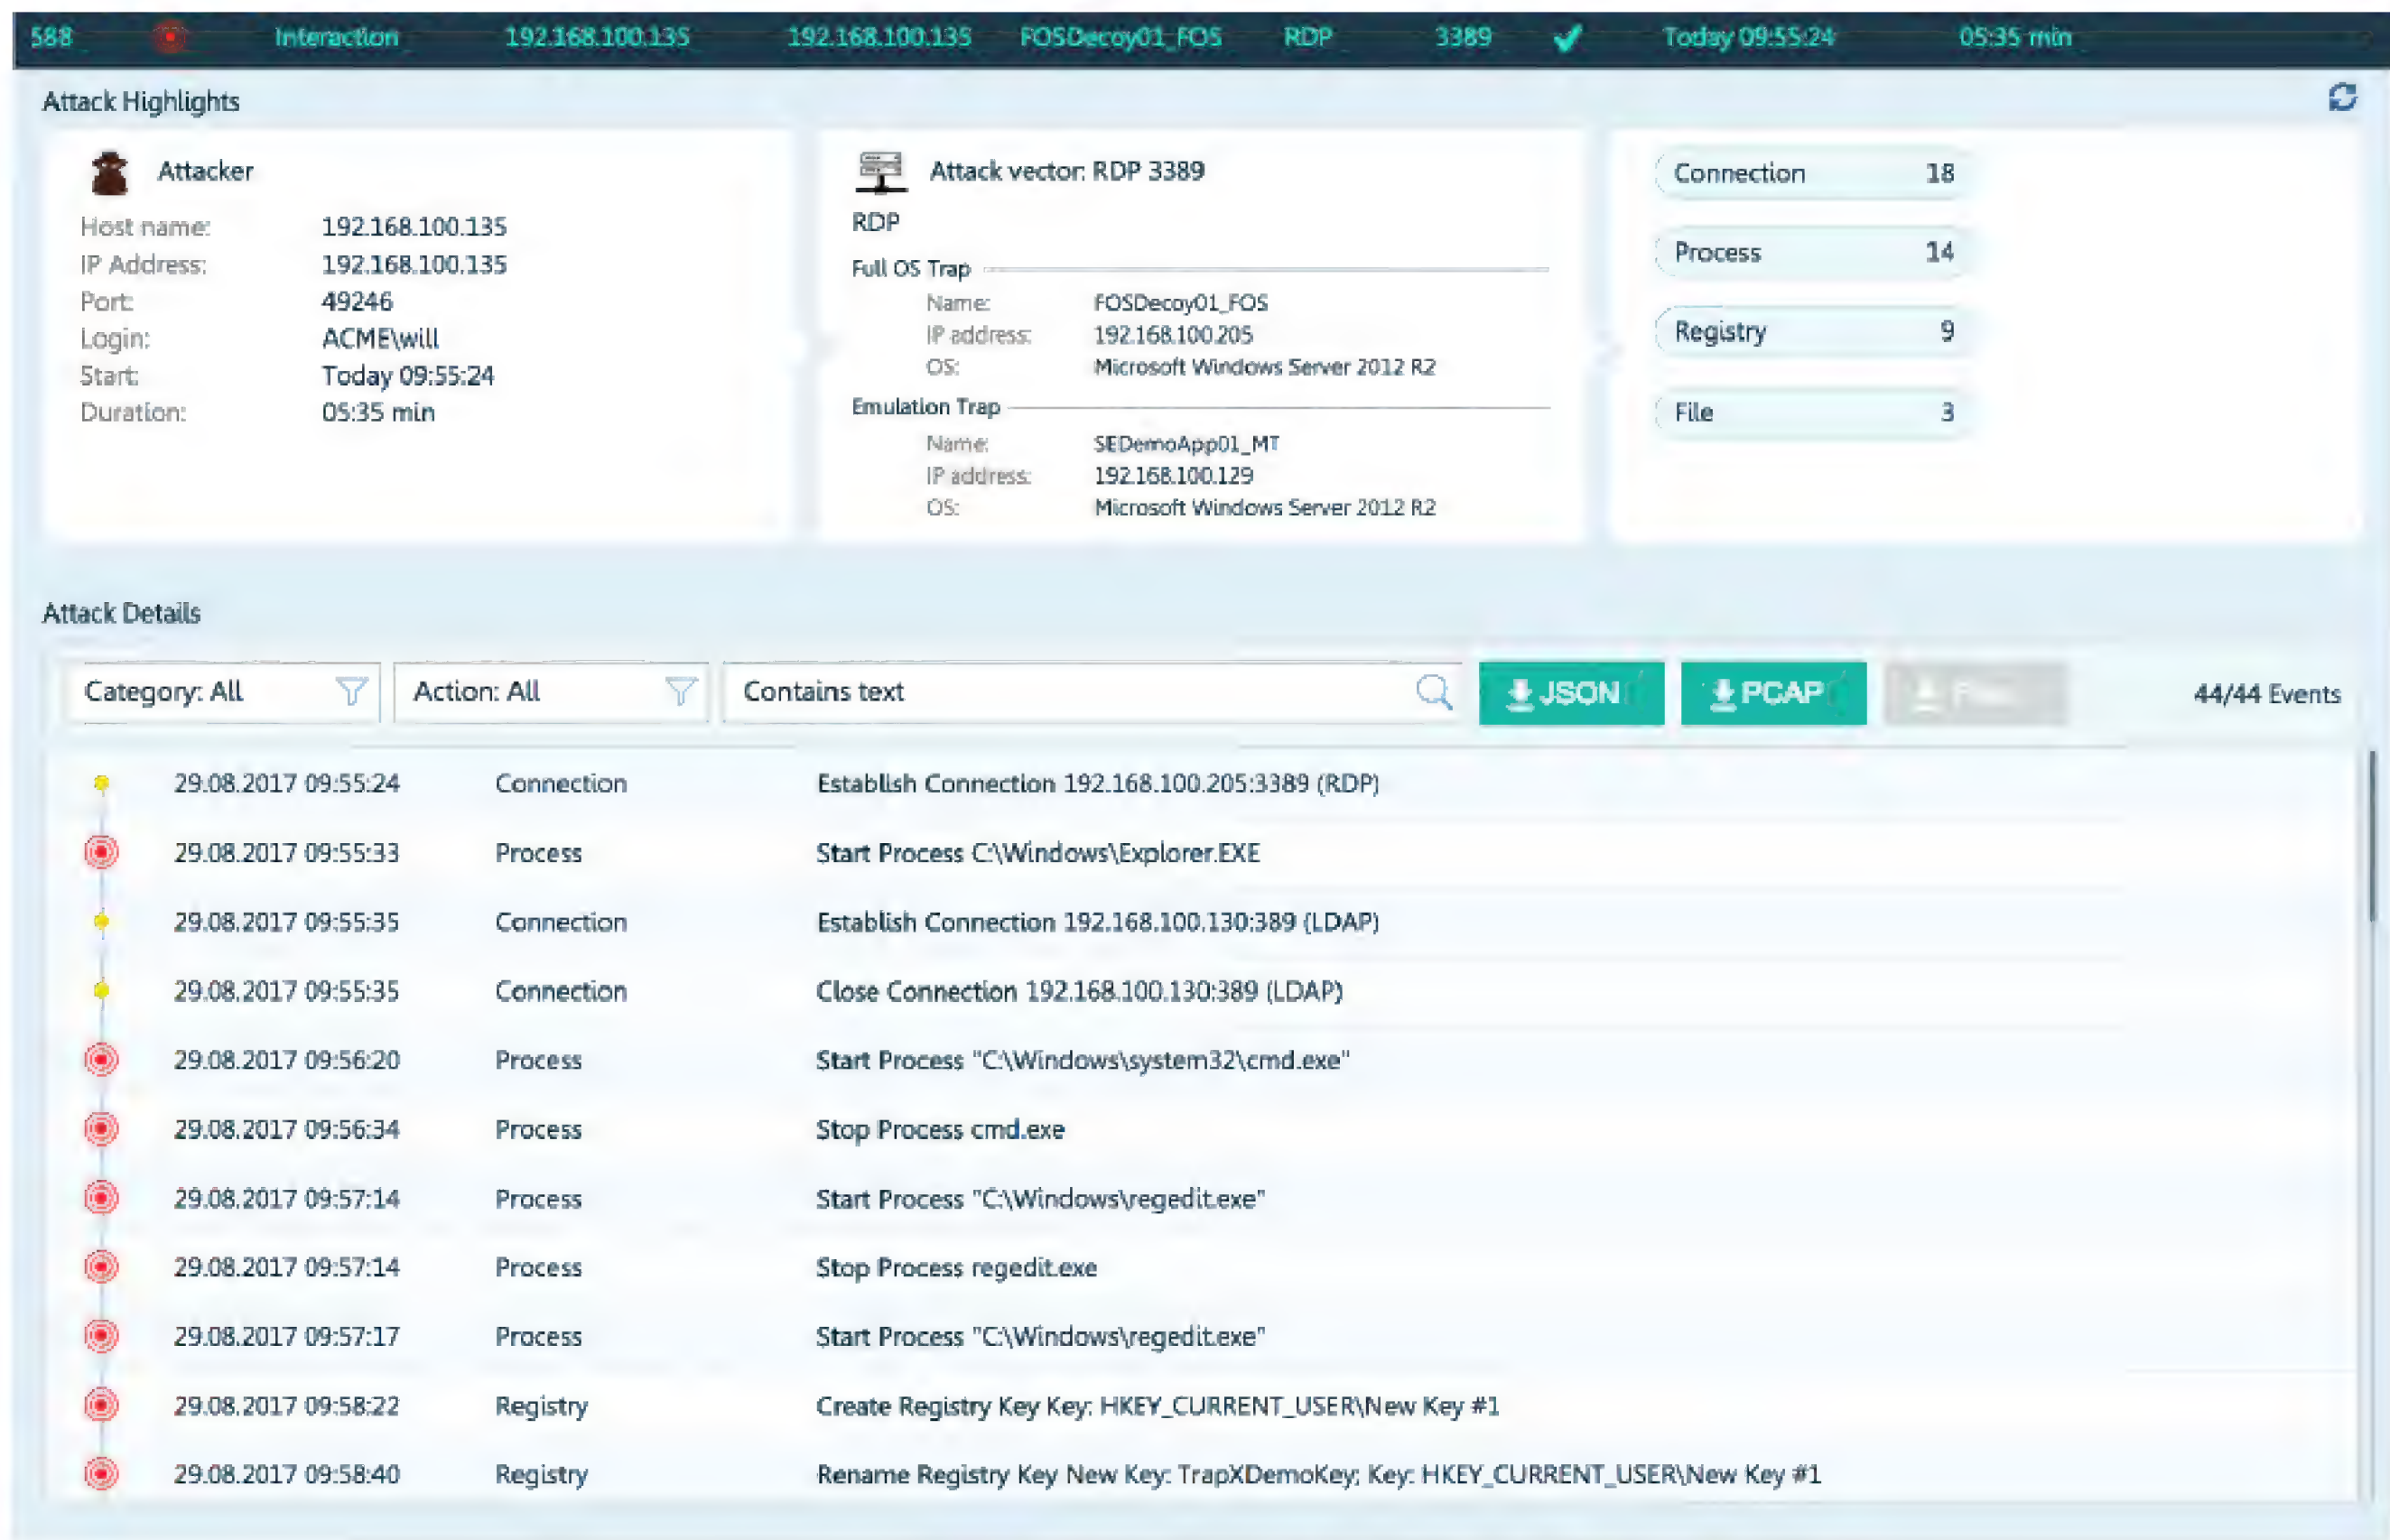 588 Interaction 192.168.100.135 192.168.100.135 FOSDecoy01_FOS RDP 3389 Today 09:55:24 05:35 min
Attack Highlights
Attacker
Host name: 192.168.100.135
IP Address: 192.168.100.135
Port: 49246
Login: ACME\will
Start: Today 09:55:24
Duration: 05:35 min
Attack vector: RDP 3389
RDP
Full OS Trap
Name: FOSDecoy01_FOS
IP address: 192.168.100.205
OS: Microsoft Windows Server 2012 R2
Emulation Trap
Name: SEDemoApp01_MT
IP address: 192.168.100.129
OS: Microsoft Windows Server 2012 R2
Connection 18
Process 14
Registry 9
File 3
Attack Details
Category: All Action: All Contains text JSON PCAP 44/44 Events
29.08.2017 09:55:24 Connection Establish Connection 192.168.100.205:3389 (RDP)
29.08.2017 09:55:33 Process Start Process C:\Windows\Explorer.EXE
29.08.2017 09:55:35 Connection Establish Connection 192.168.100.130:389 (LDAP)
29.08.2017 09:55:35 Connection Close Connection 192.168.100.130:389 (LDAP)
29.08.2017 09:56:20 Process Start Process "C:\Windows\system32\cmd.exe"
29.08.2017 09:56:34 Process Stop Process cmd.exe
29.08.2017 09:57:14 Process Start Process "C:\Windows\regedit.exe"
29.08.2017 09:57:14 Process Stop Process regedit.exe
29.08.2017 09:57:17 Process Start Process "C:\Windows\regedit.exe"
29.08.2017 09:58:22 Registry Create Registry Key Key: HKEY_CURRENT_USER\New Key #1
29.08.2017 09:58:40 Registry Rename Registry Key New Key: TrapXDemoKey; Key: HKEY_CURRENT_USER\New Key #1